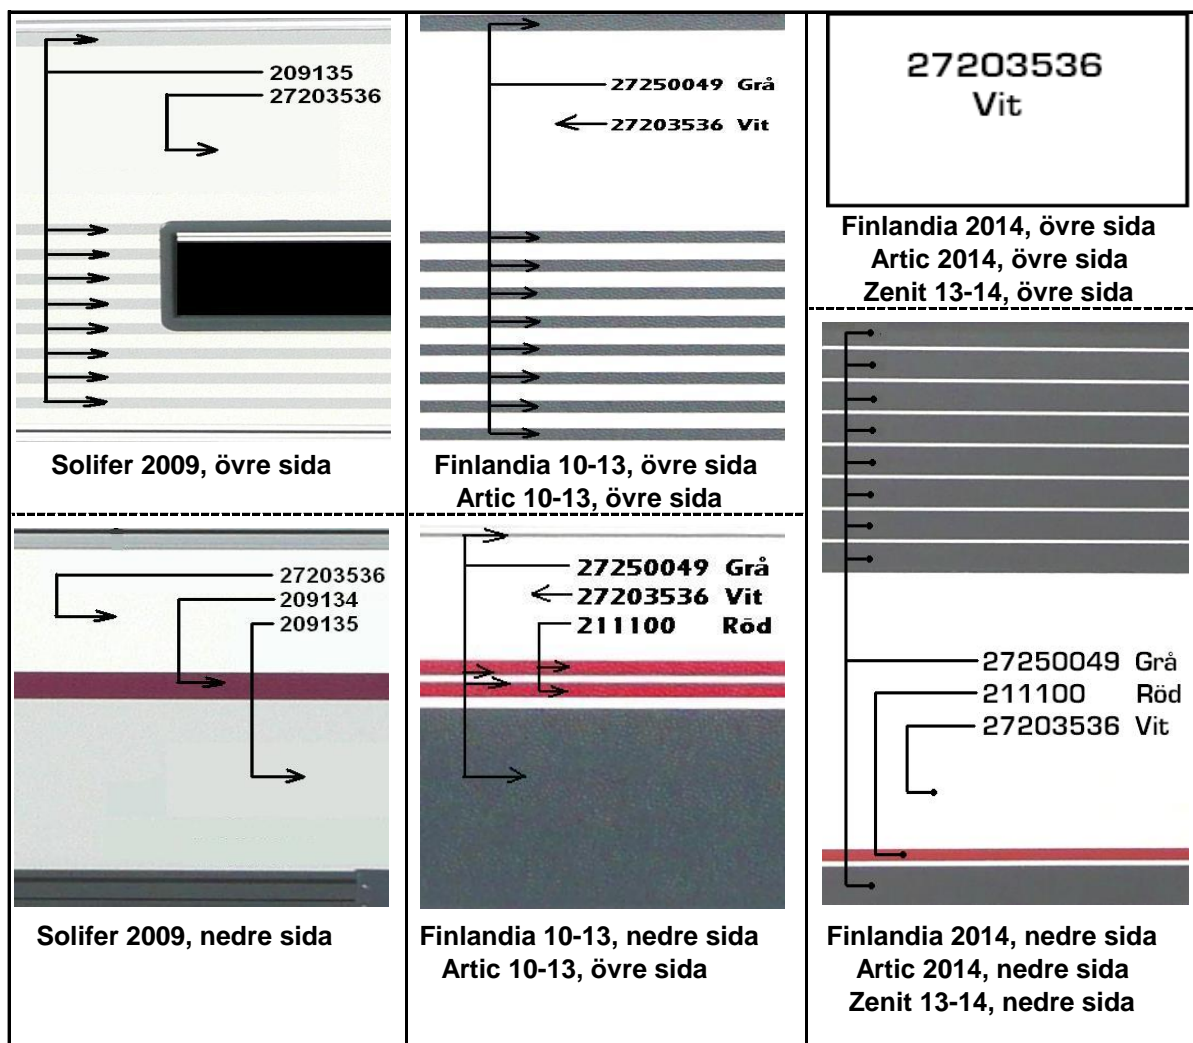 209135
27203536
Solifer 2009, övre sida
27250049 Grå
27203536 Vit
Finlandia 10-13, övre sida
Artic 10-13, övre sida
27203536
Vit
Finlandia 2014, övre sida
Artic 2014, övre sida
Zenit 13-14, övre sida
27203536
209134
209135
Solifer 2009, nedre sida
27250049 Grå
27203536 Vit
211100 Röd
Finlandia 10-13, nedre sida
Artic 10-13, övre sida
27250049 Grå
211100 Röd
27203536 Vit
Finlandia 2014, nedre sida
Artic 2014, nedre sida
Zenit 13-14, nedre sida